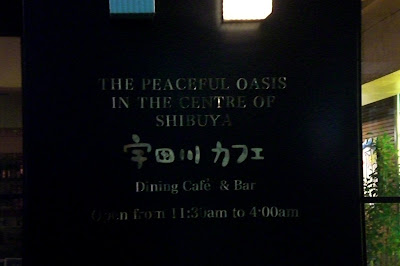 THE PEACEFUL OASIS
IN THE CENTRE OF
SHIBUYA
宇田川カフェ
Dining Café & Bar
Open from 11:30am to 4:00am